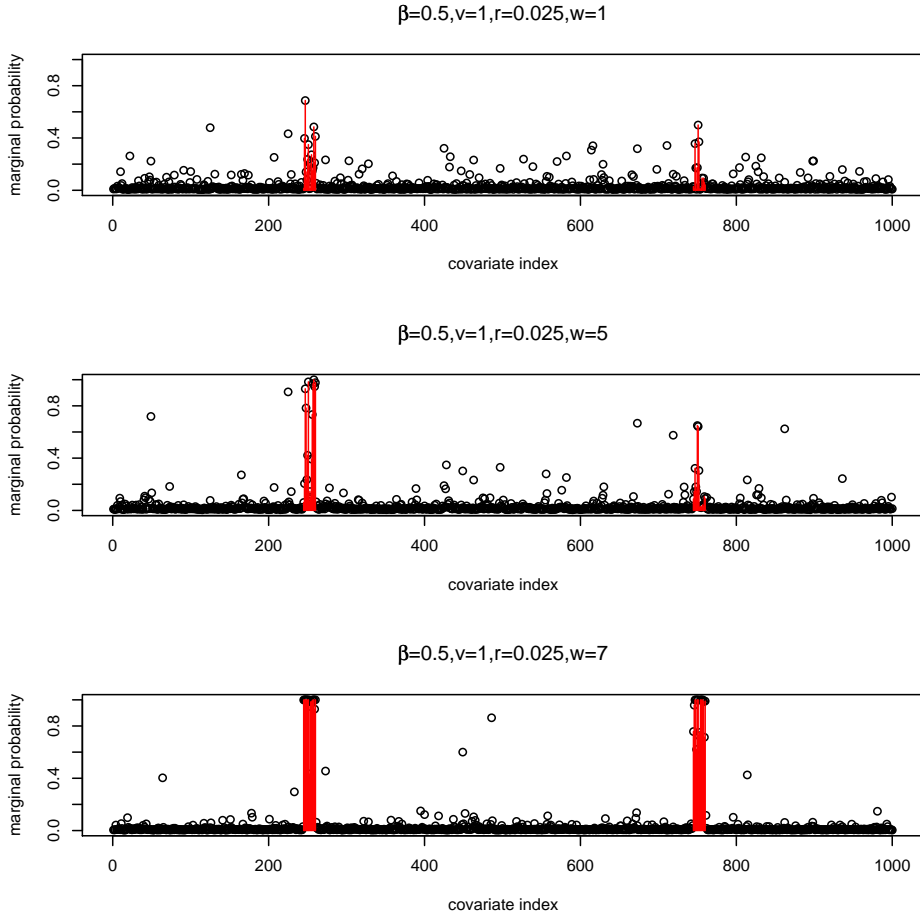 β=0.5,v=1,r=0.025,w=1
marginal probability
0.0 0.4 0.8
0 200 400 600 800 1000
covariate index
β=0.5,v=1,r=0.025,w=5
marginal probability
0.0 0.4 0.8
0 200 400 600 800 1000
covariate index
β=0.5,v=1,r=0.025,w=7
marginal probability
0.0 0.4 0.8
0 200 400 600 800 1000
covariate index